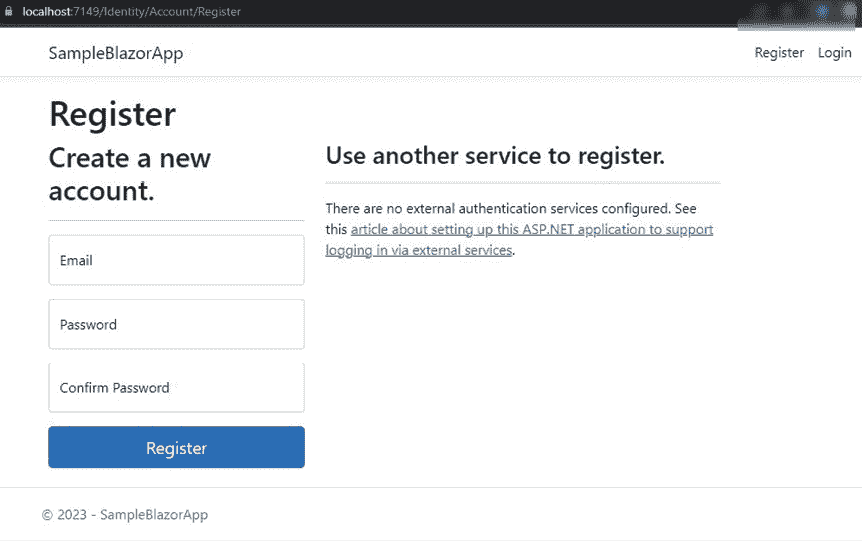 localhost:7149/Identity/Account/Register
SampleBlazorApp
Register Login
Register
Create a new
account.
Email
Password
Confirm Password
Register
Use another service to register.
There are no external authentication services configured. See
this article about setting up this ASP.NET application to support
logging in via external services.
© 2023 - SampleBlazorApp